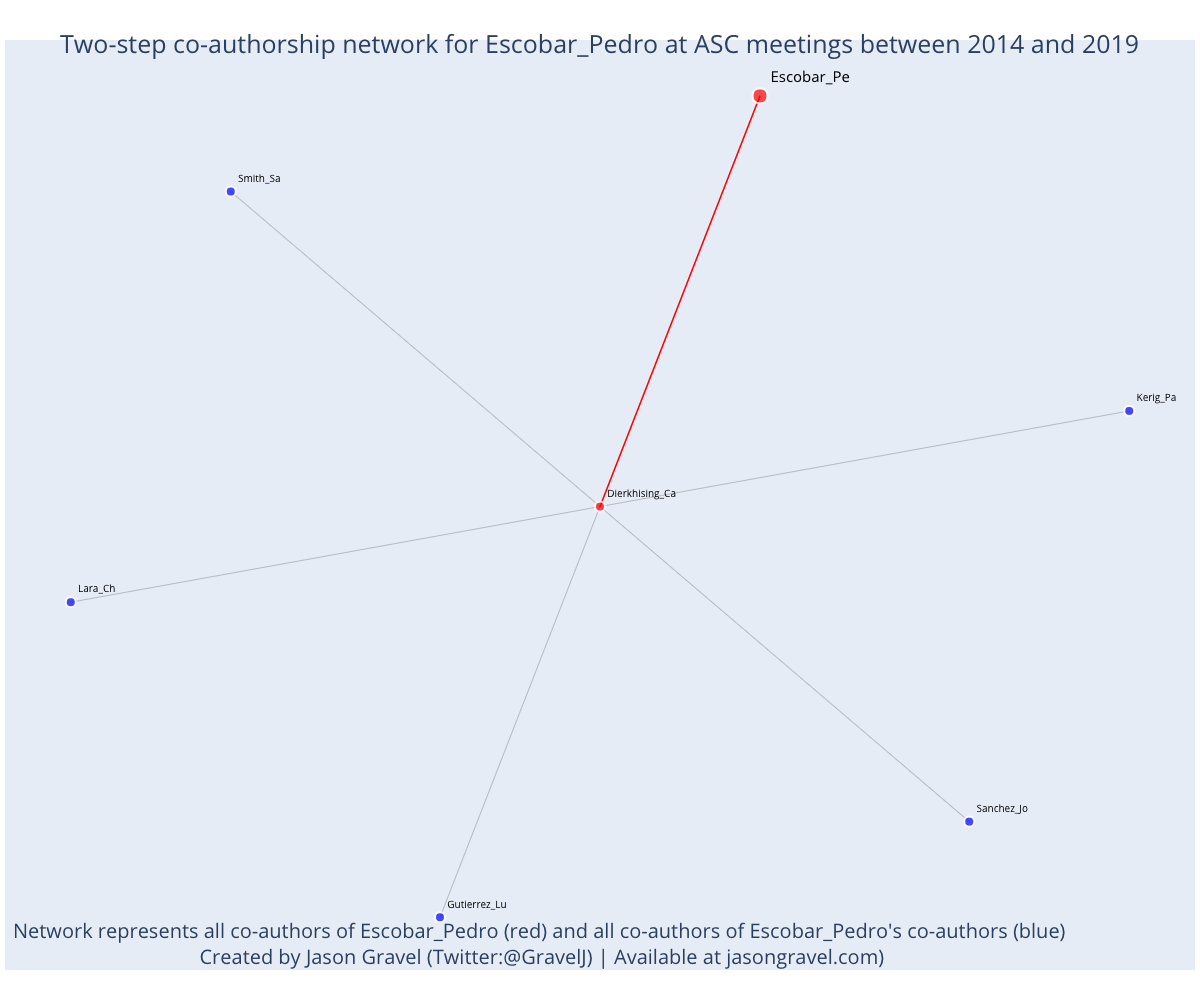 Two-step co-authorship network for Escobar_Pedro at ASC meetings between 2014 and 2019
Escobar_Pe
Smith_Sa
Kerig_Pa
Dierkhising_Ca
Lara_Ch
Sanchez_Jo
Gutierrez_Lu
Network represents all co-authors of Escobar_Pedro (red) and all co-authors of Escobar_Pedro's co-authors (blue)
Created by Jason Gravel (Twitter:@GravelJ) | Available at jasongravel.com)